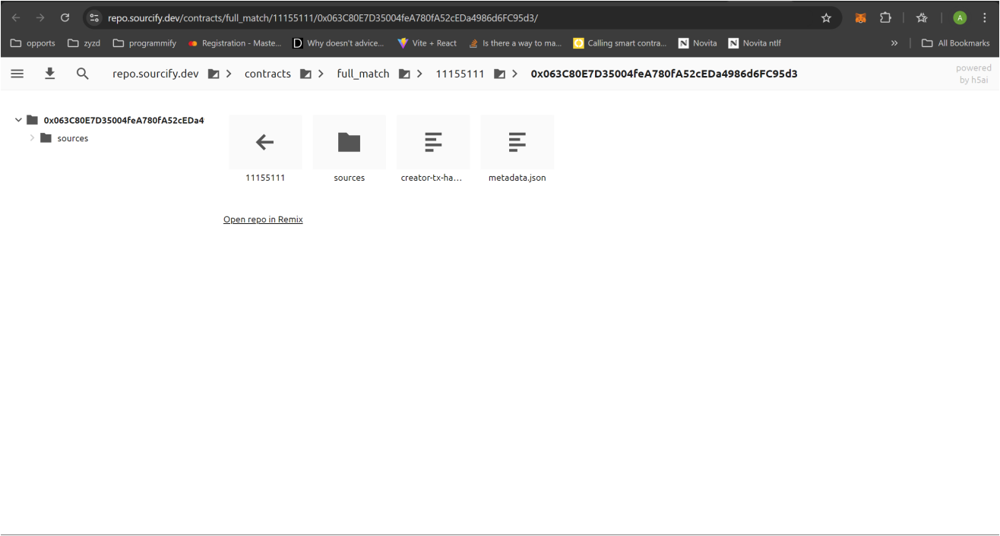 repo.sourcify.dev/contracts/full_match/11155111/0x063C80E7D35004feA780fA52cEDa4986d6FC95d3/
A
opports zyzd programmify Registration - Maste... Why doesn't advice... Vite + React Is there a way to ma... Calling smart contra... Novita Novita ntlf » All Bookmarks
repo.sourcify.dev > contracts > full_match > 11155111 > 0x063C80E7D35004feA780fA52cEDa4986d6FC95d3
powered
by h5ai
0x063C80E7D35004feA780fA52cEDa4
sources
11155111 sources creator-tx-ha... metadata.json
Open repo in Remix